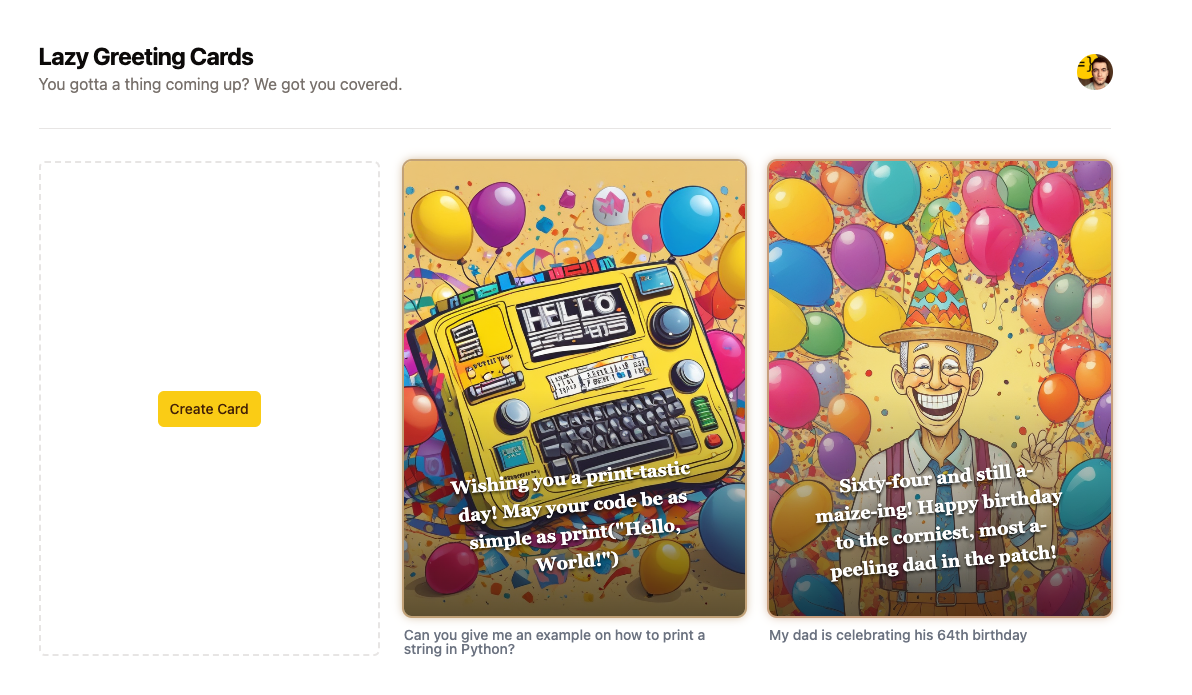 Lazy Greeting Cards
You gotta a thing coming up? We got you covered.
Create Card
HELLO
Wishing you a print-tastic
day! May your code be as
simple as print("Hello,
World!")
Can you give me an example on how to print a
string in Python?
Sixty-four and still a-
maize-ing! Happy birthday
to the corniest, most a-
peeling dad in the patch!
My dad is celebrating his 64th birthday